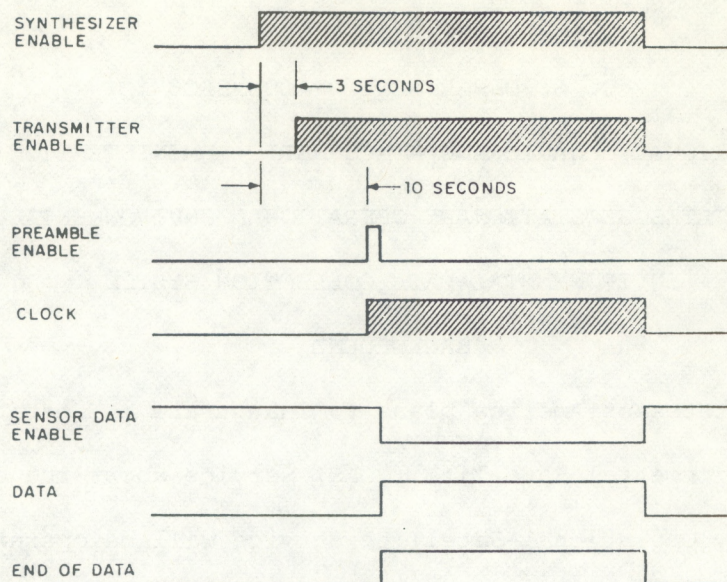 SYNTHESIZER
ENABLE
3 SECONDS
TRANSMITTER
ENABLE
10 SECONDS
PREAMBLE
ENABLE
CLOCK
SENSOR DATA
ENABLE
DATA
END OF DATA